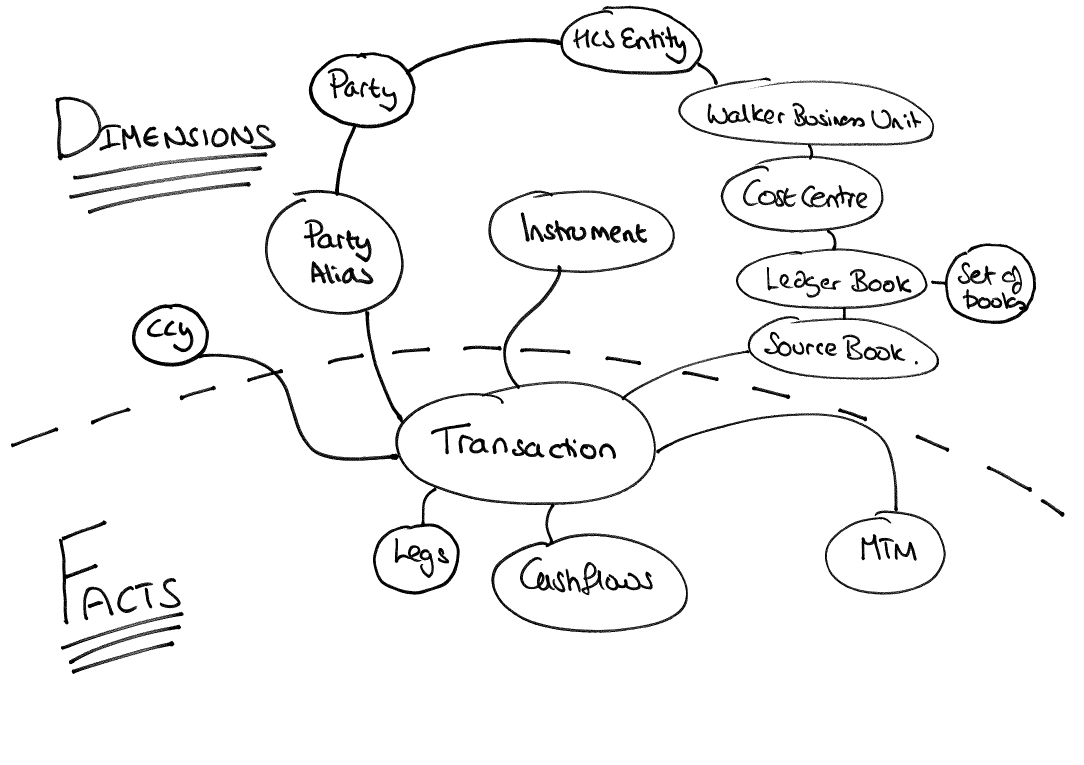 HCS Entity
Party
Walker Business Unit
DIMENSIONS
Cost Centre
Party
Alias
Instrument
Ledger Book
Set of
books
ccy
Source Book.
Transaction
Legs
Cashflows
MTM
FACTS